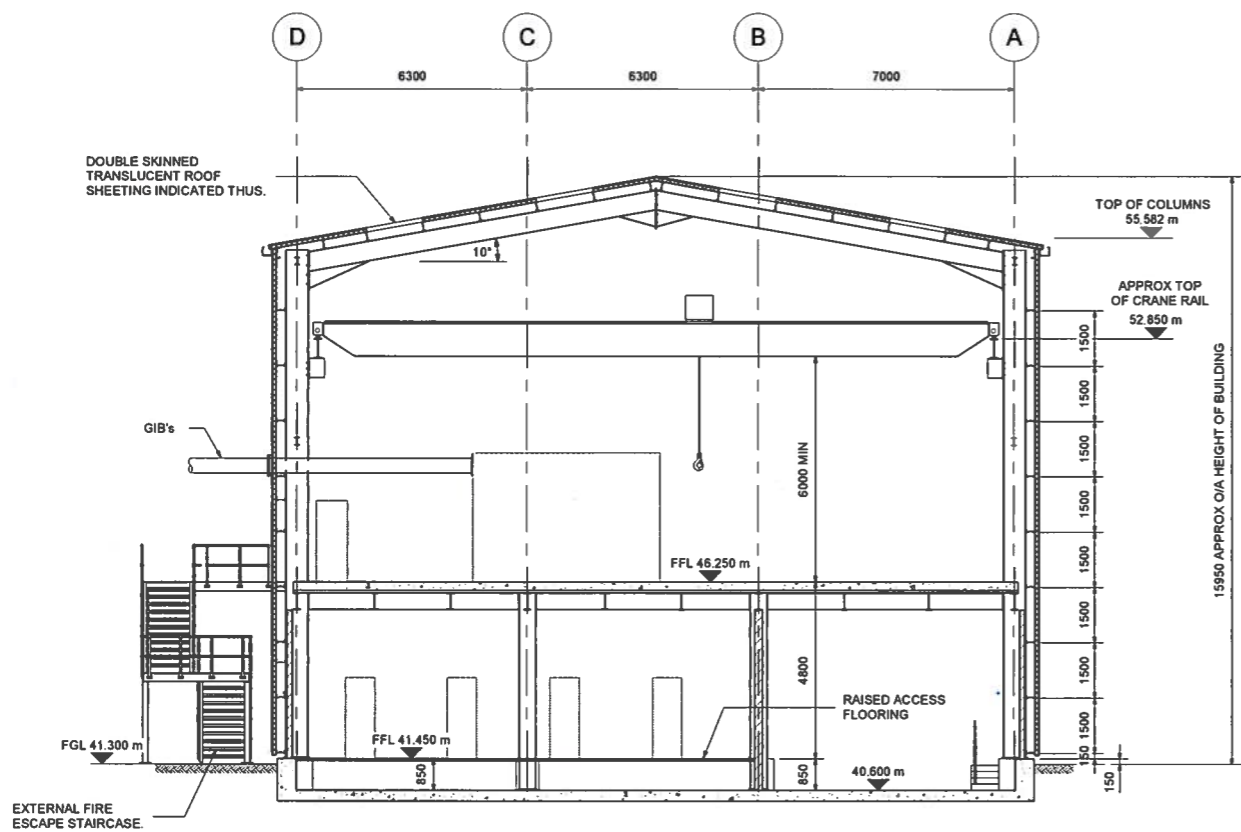 D
C
B
A
6300
6300
7000
DOUBLE SKINNED
TRANSLUCENT ROOF
SHEETING INDICATED THUS.
TOP OF COLUMNS
55.582 m
10°
APPROX TOP
OF CRANE RAIL
52.850 m
1500
1500
1500
1500
1500
1500
1500
1500
150
150
15950 APPROX O/A HEIGHT OF BUILDING
GIB's
6000 MIN
FFL 46.250 m
4800
RAISED ACCESS
FLOORING
FGL 41.300 m
FFL 41.450 m
850
850
40.600 m
EXTERNAL FIRE
ESCAPE STAIRCASE.